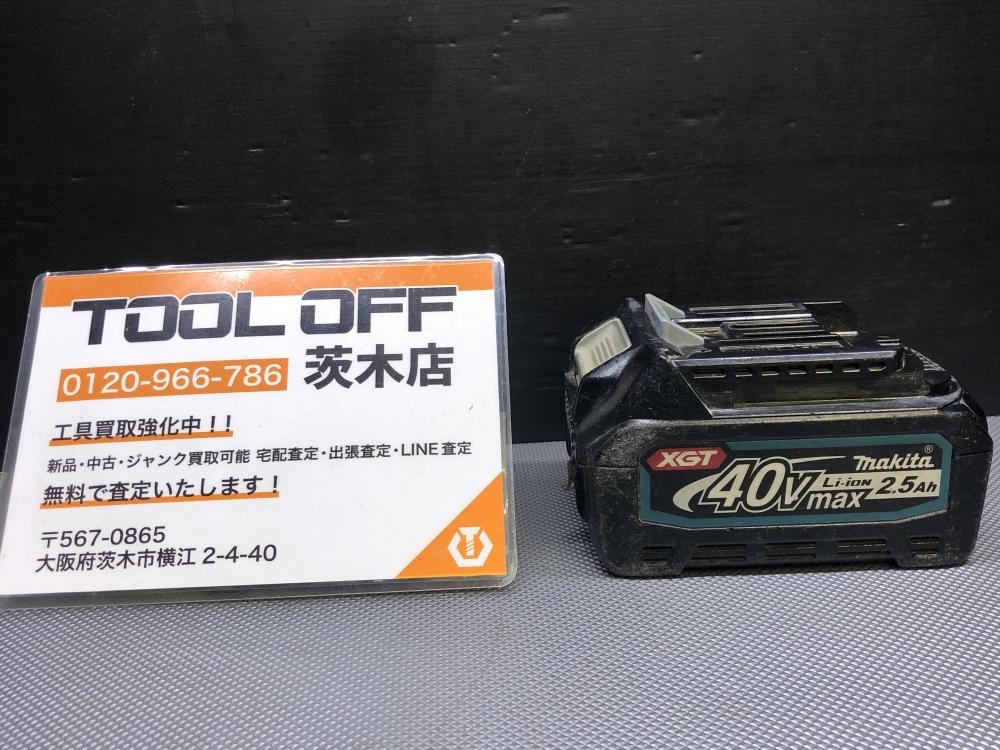 TOOL OFF
0120-966-786 茨木店
工具買取強化中！！
新品・中古・ジャンク買取可能 宅配査定・出張査定・LINE査定
無料で査定いたします！
〒567-0865
大阪府茨木市横江 2-4-40
XGT
40Vmax
Li-ion
makita®
2.5Ah